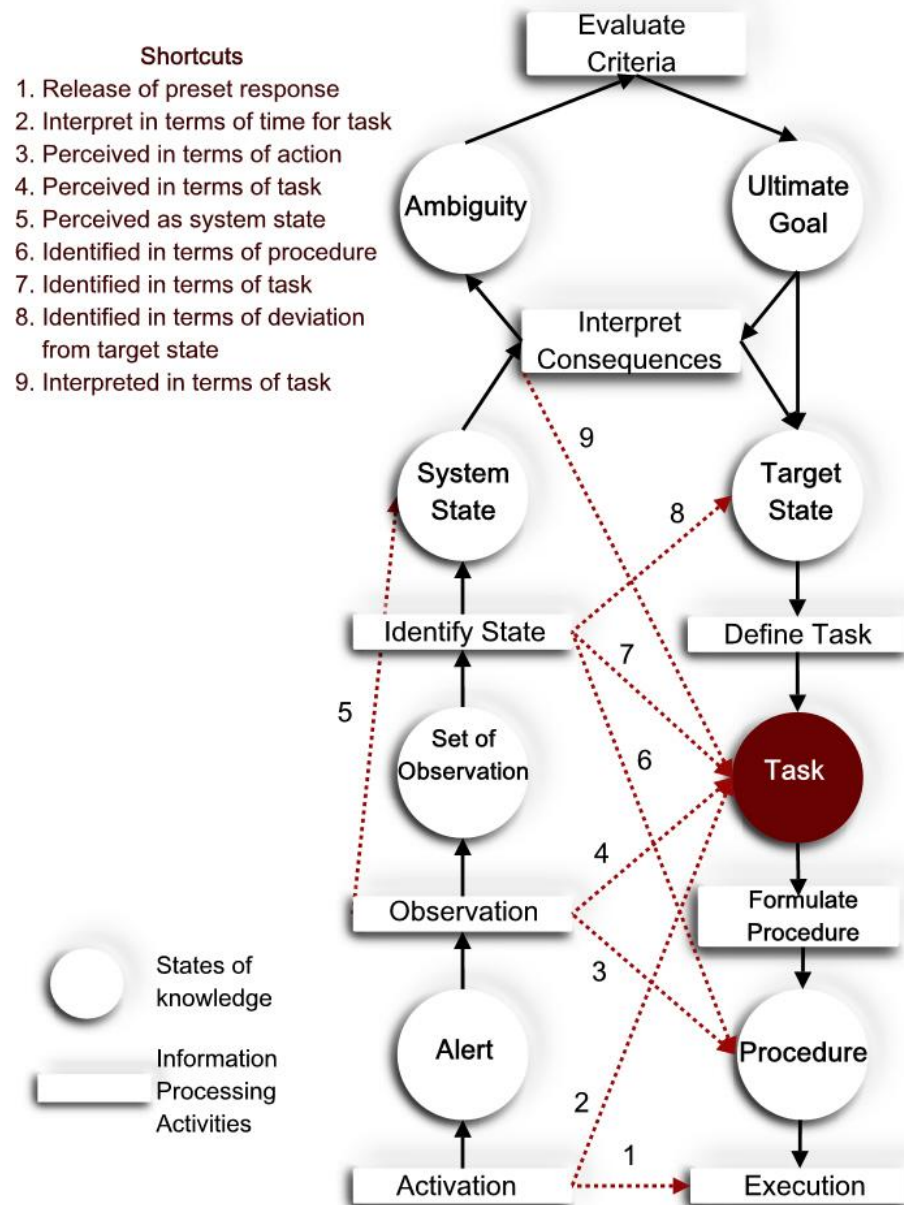 Shortcuts
1. Release of preset response
2. Interpret in terms of time for task
3. Perceived in terms of action
4. Perceived in terms of task
5. Perceived as system state
6. Identified in terms of procedure
7. Identified in terms of task
8. Identified in terms of deviation
from target state
9. Interpreted in terms of task
Evaluate
Criteria
Ambiguity
Ultimate
Goal
Interpret
Consequences
9
System
State
8
Target
State
Identify State
7
Define Task
5
Set of
Observation
6
Task
4
Observation
Formulate
Procedure
3
States of
knowledge
Alert
Procedure
Information
Processing
Activities
2
1
Activation
Execution